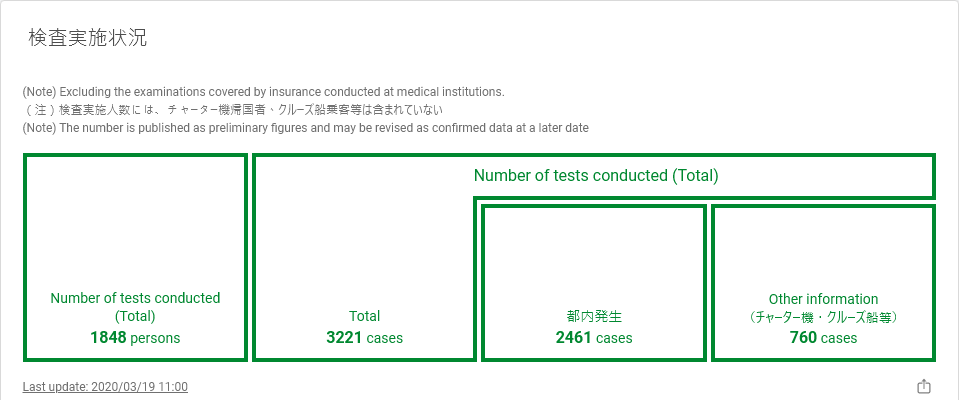 検査実施状況
(Note) Excluding the examinations covered by insurance conducted at medical institutions.
（注）検査実施人数には、チャーター機帰国者、クルーズ船乗客等は含まれていない
(Note) The number is published as preliminary figures and may be revised as confirmed data at a later date
Number of tests conducted (Total)
Number of tests conducted
(Total)
1848 persons
Total
3221 cases
都内発生
2461 cases
Other information
（チャーター機・クルーズ船等）
760 cases
Last update: 2020/03/19 11:00